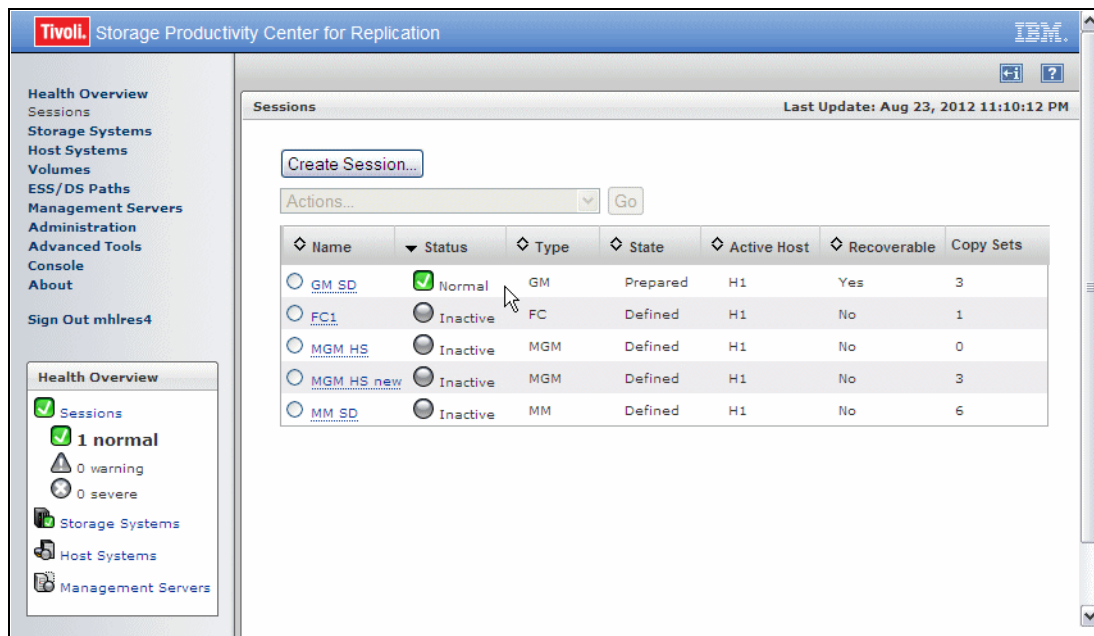 Tivoli. Storage Productivity Center for Replication IBM.
Health Overview
Sessions
Storage Systems
Host Systems
Volumes
ESS/DS Paths
Management Servers
Administration
Advanced Tools
Console
About
Sign Out mhlres4
Health Overview
Sessions
1 normal
0 warning
0 severe
Storage Systems
Host Systems
Management Servers
i ?
Sessions Last Update: Aug 23, 2012 11:10:12 PM
Create Session...
Actions... Go
Name Status Type State Active Host Recoverable Copy Sets
GM SD Normal GM Prepared H1 Yes 3
FC1 Inactive FC Defined H1 No 1
MGM HS Inactive MGM Defined H1 No 0
MGM HS new Inactive MGM Defined H1 No 3
MM SD Inactive MM Defined H1 No 6